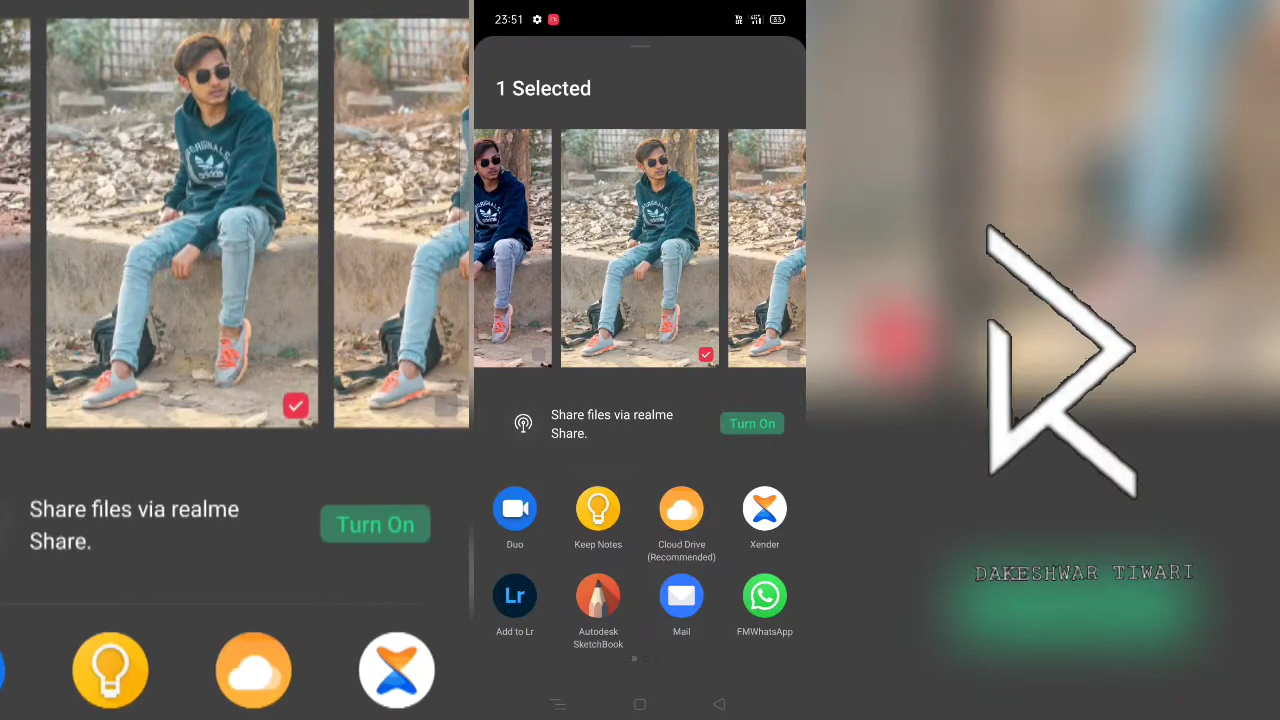 23:51
1 Selected
Share files via realme
Share.
Turn On
Duo
Keep Notes
Cloud Drive
(Recommended)
Xender
Lr
Add to Lr
Autodesk
SketchBook
Mail
FMWhatsApp
Share files via realme
Share.
Turn On
ORIGINALS
DAKESHWAR TIWARI